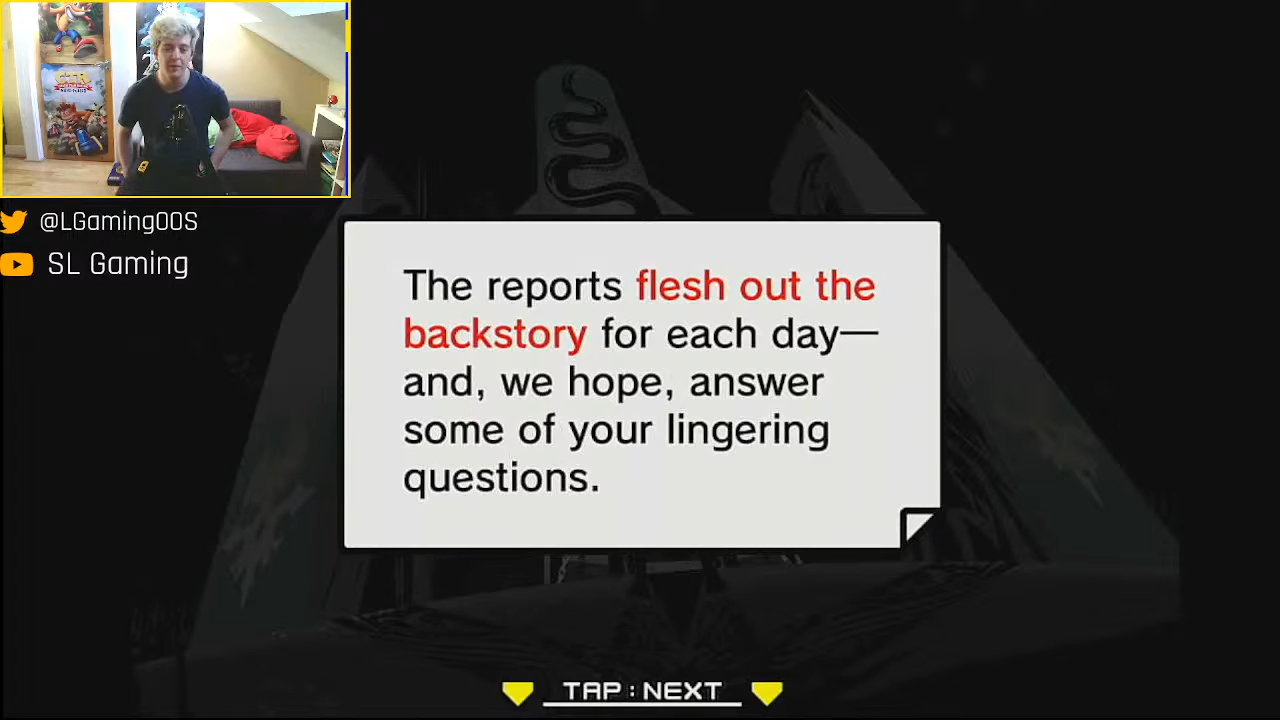 CTR
@LGaming00S
SL Gaming
The reports flesh out the
backstory for each day—
and, we hope, answer
some of your lingering
questions.
TAP : NEXT